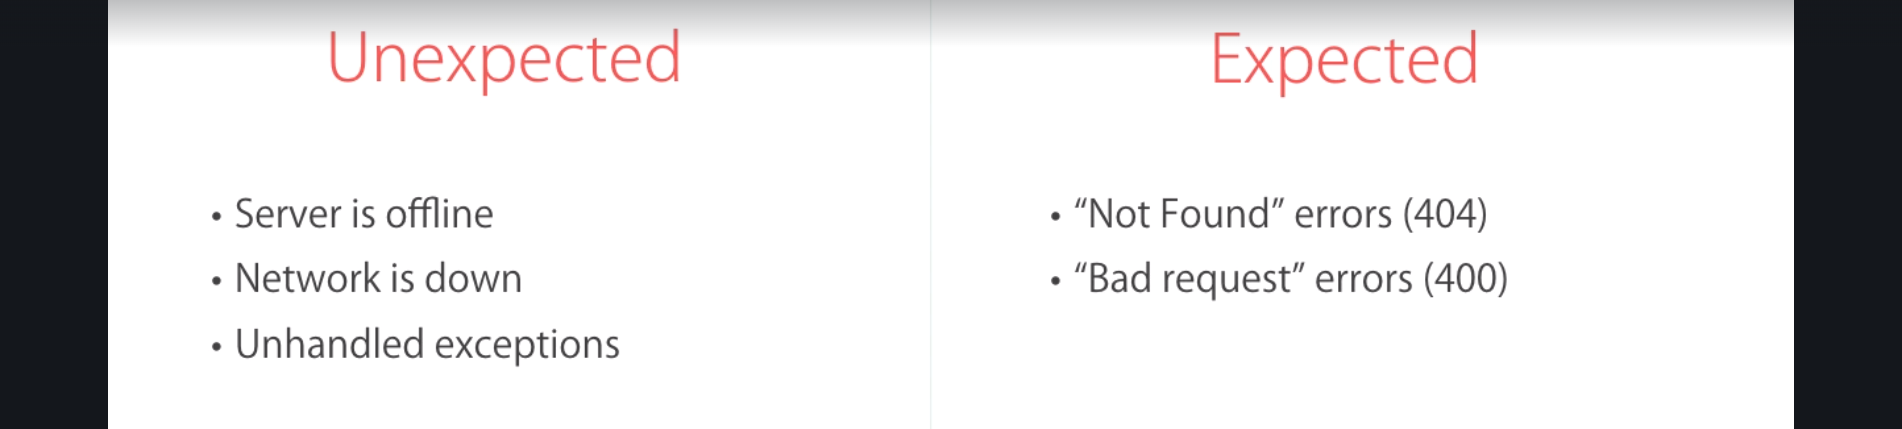 Unexpected
• Server is offline
• Network is down
• Unhandled exceptions
Expected
• “Not Found” errors (404)
• “Bad request” errors (400)